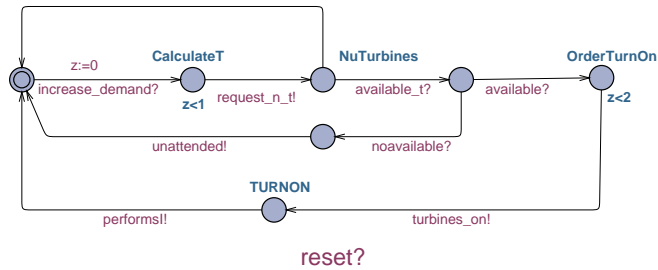 z:=0
CalculateT
NuTurbines
OrderTurnOn
increase_demand?
z<1
request_n_t!
available_t?
available?
z<2
unattended!
noavailable?
TURNON
performsI!
turbines_on!
reset?